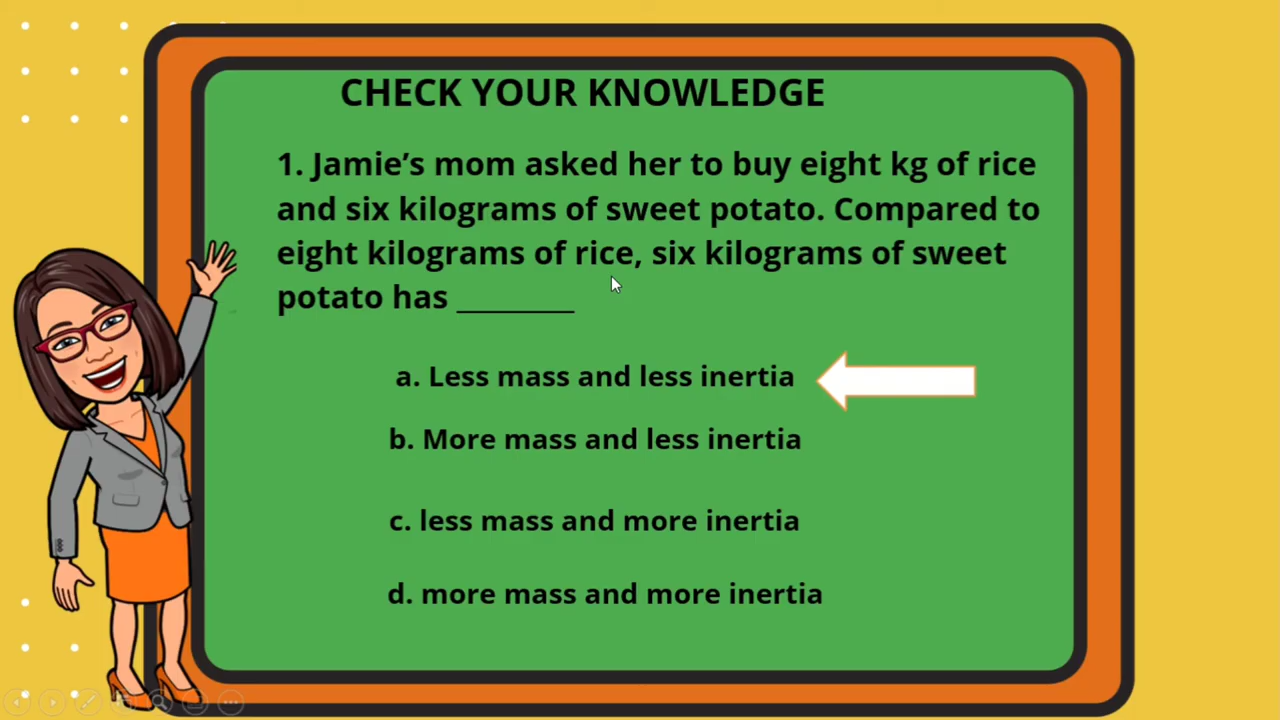 CHECK YOUR KNOWLEDGE
1. Jamie’s mom asked her to buy eight kg of rice
and six kilograms of sweet potato. Compared to
eight kilograms of rice, six kilograms of sweet
potato has _________
a. Less mass and less inertia
b. More mass and less inertia
c. less mass and more inertia
d. more mass and more inertia